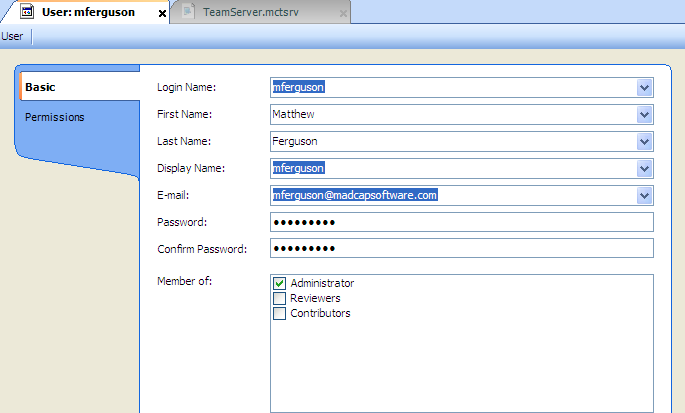 User: mferguson
TeamServer.mctsrv
User
Basic
Permissions
Login Name: mferguson
First Name: Matthew
Last Name: Ferguson
Display Name: mferguson
E-mail: mferguson@madcapsoftware.com
Password: •••••••••
Confirm Password: •••••••••
Member of: Administrator
Reviewers
Contributors